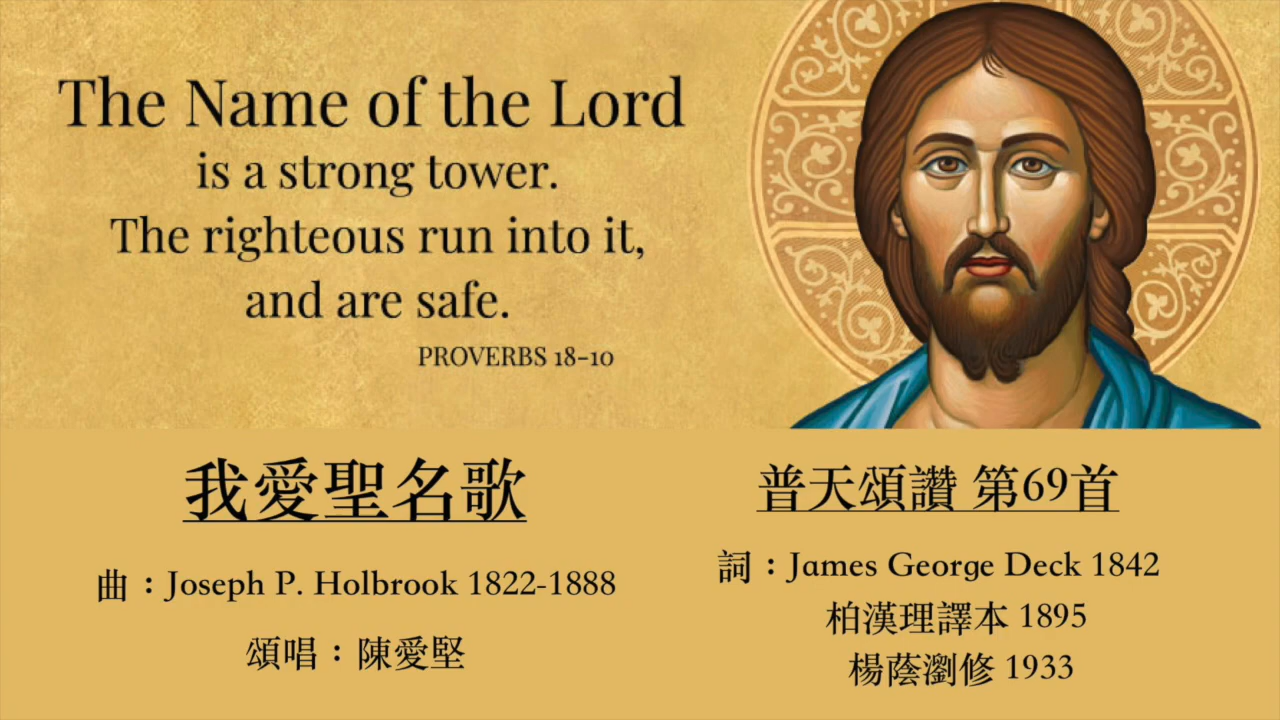 The Name of the Lord
is a strong tower.
The righteous run into it,
and are safe.
PROVERBS 18-10
我愛聖名歌
曲：Joseph P. Holbrook 1822-1888
頌唱：陳愛堅
普天頌讚 第69首
詞：James George Deck 1842
柏漢理譯本 1895
楊蔭瀏修 1933